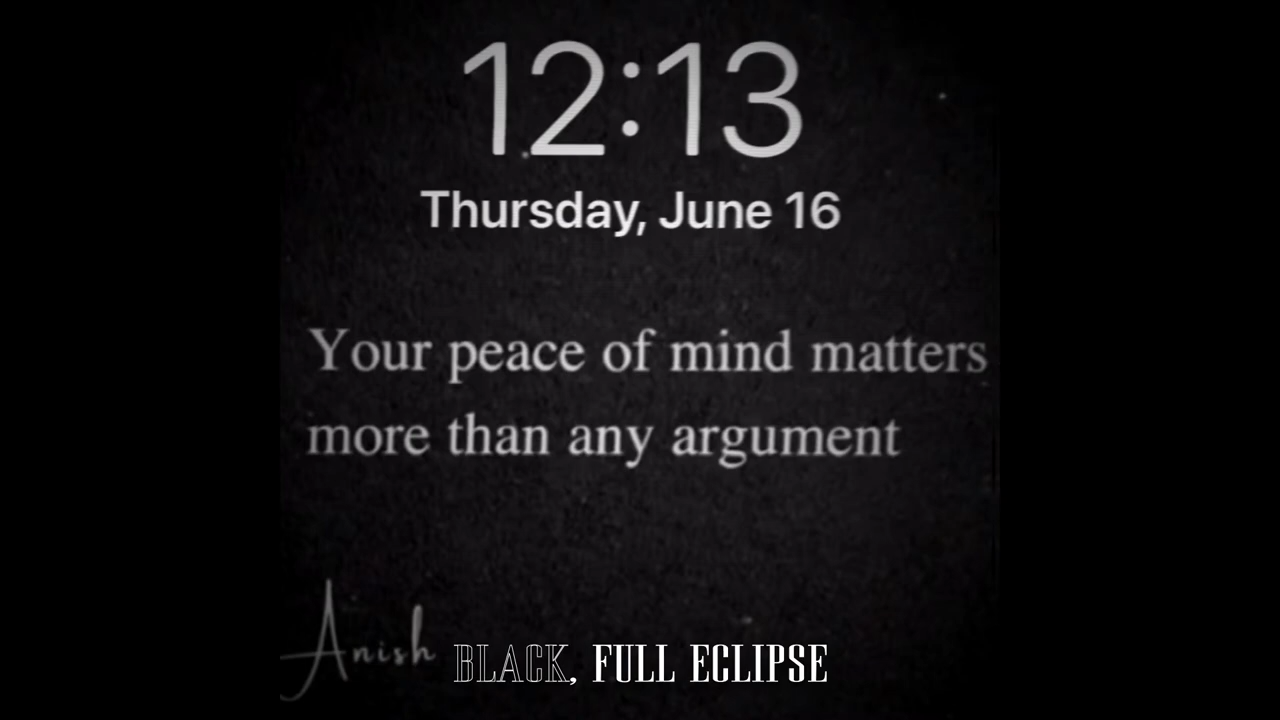 12:13
Thursday, June 16
Your peace of mind matters
more than any argument
Anish
BLACK, FULL ECLIPSE